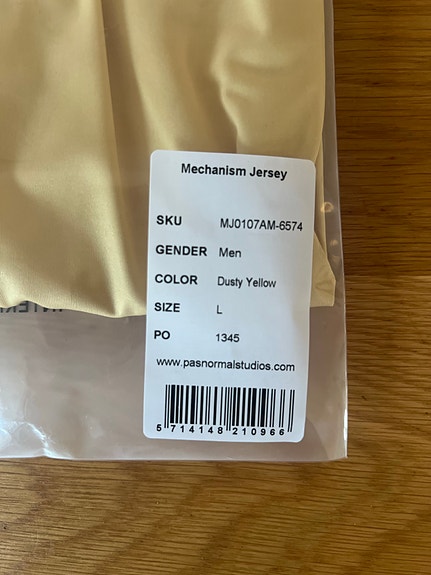 Mechanism Jersey
SKU MJ0107AM-6574
GENDER Men
COLOR Dusty Yellow
SIZE L
PO 1345
www.pasnormalstudios.com
5 714148 210966